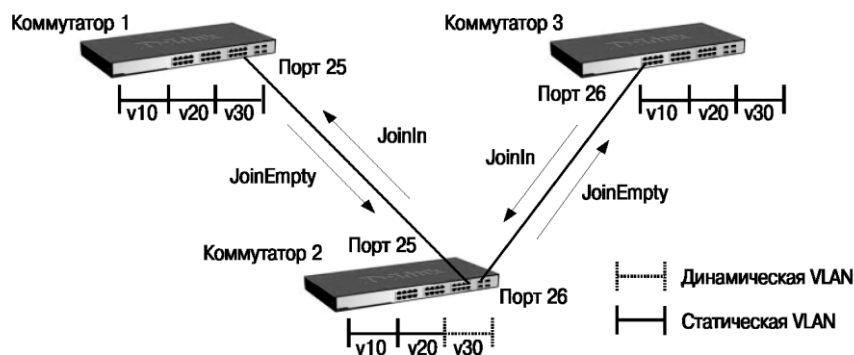 Коммутатор 1
Коммутатор 3
Порт 25
Порт 26
v10 v20 v30
v10 v20 v30
JoinIn
JoinIn
JoinEmpty
JoinEmpty
Порт 25
Коммутатор 2
Порт 26
Динамическая VLAN
Статическая VLAN
v10 v20 v30